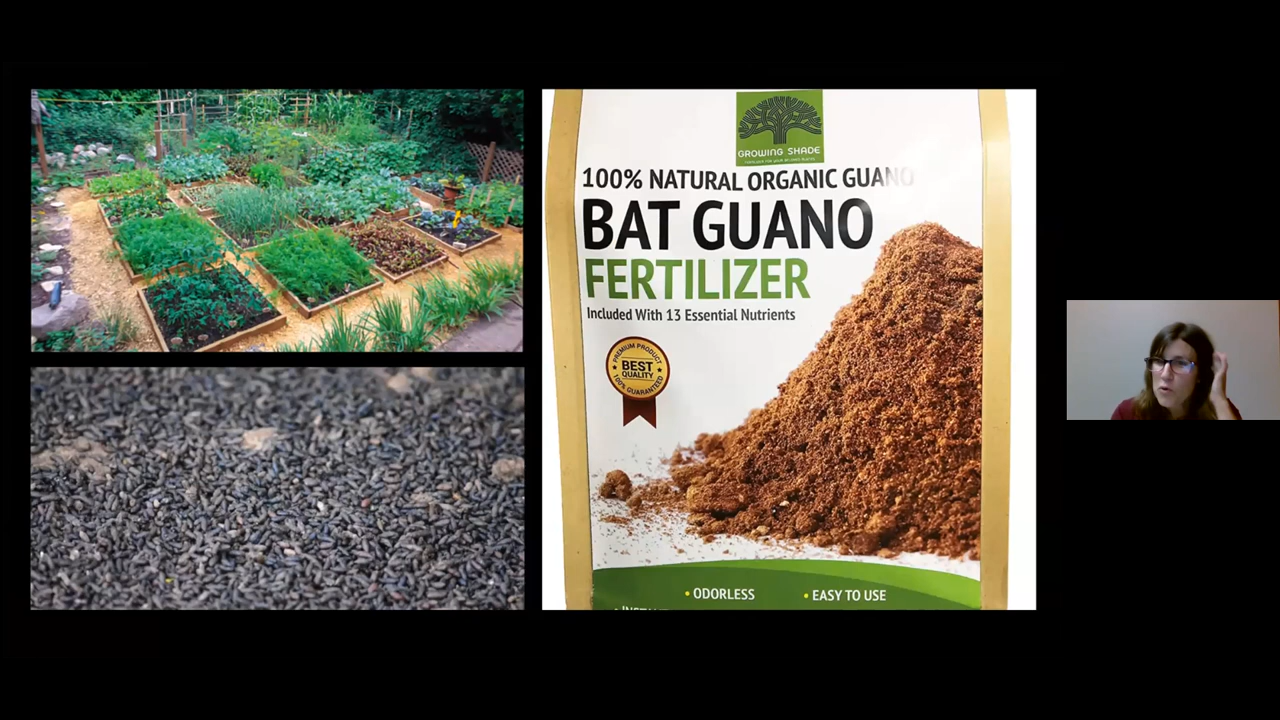 GROWING SHADE
100% NATURAL ORGANIC GUANO
BAT GUANO
FERTILIZER
Included With 13 Essential Nutrients
PREMIUM PRODUCT
BEST
QUALITY
100% GUARANTEED
• ODORLESS
• EASY TO USE